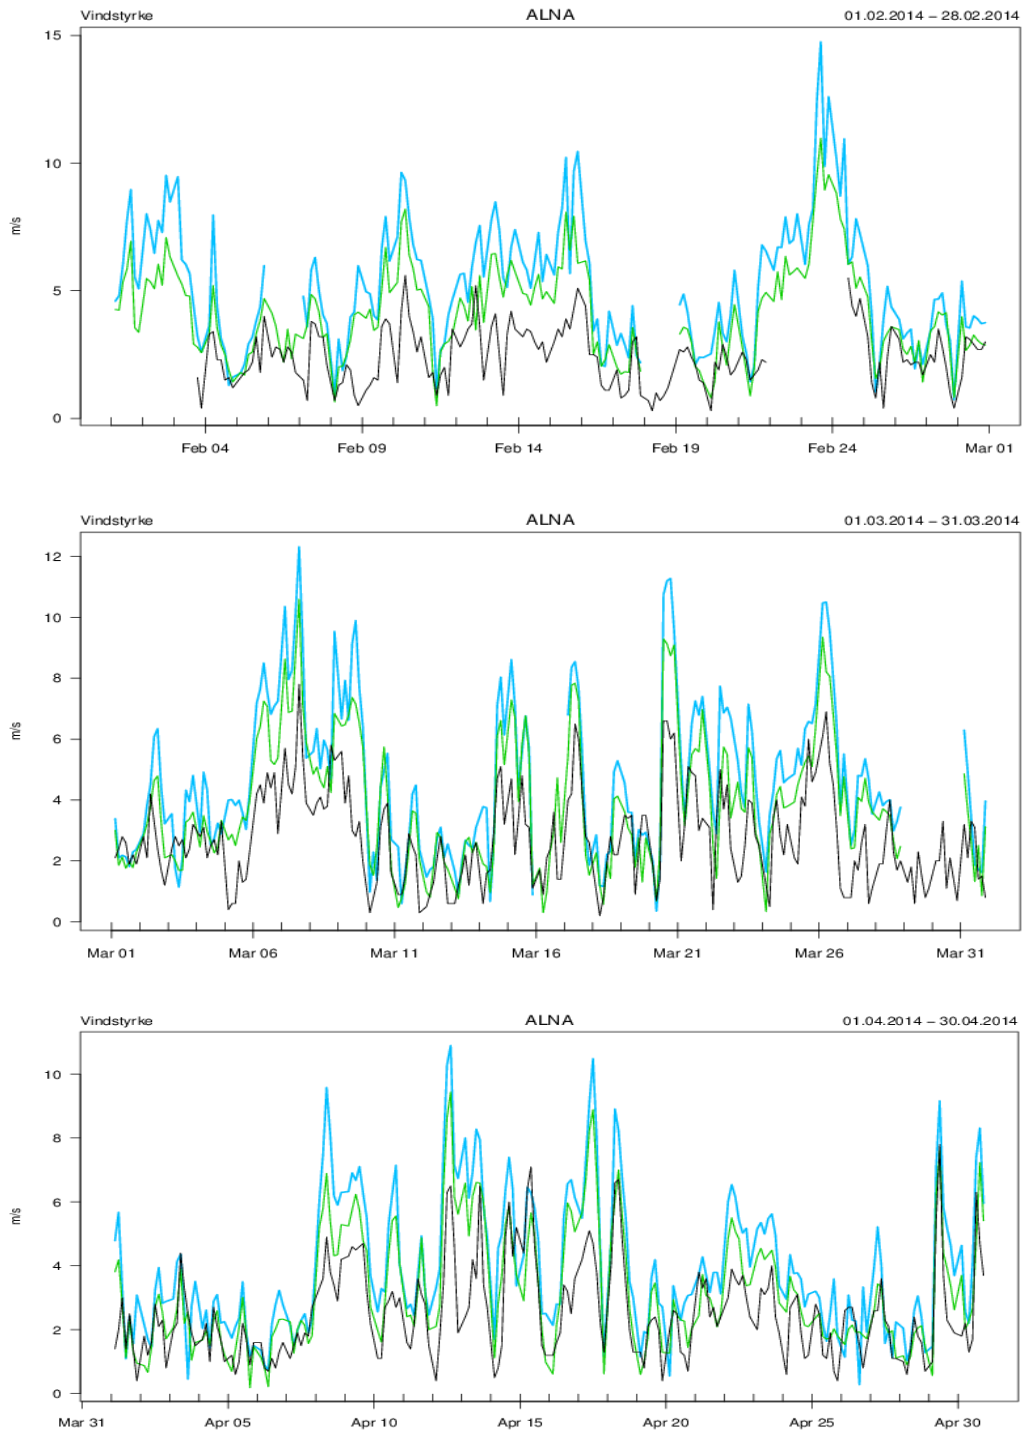 Vindstyrke ALNA 01.02.2014 – 28.02.2014
15
10
m/s
5
0
Feb 04 Feb 09 Feb 14 Feb 19 Feb 24 Mar 01
Vindstyrke ALNA 01.03.2014 – 31.03.2014
12
10
8
m/s
6
4
2
0
Mar 01 Mar 06 Mar 11 Mar 16 Mar 21 Mar 26 Mar 31
Vindstyrke ALNA 01.04.2014 – 30.04.2014
10
8
6
m/s
4
2
0
Mar 31 Apr 05 Apr 10 Apr 15 Apr 20 Apr 25 Apr 30